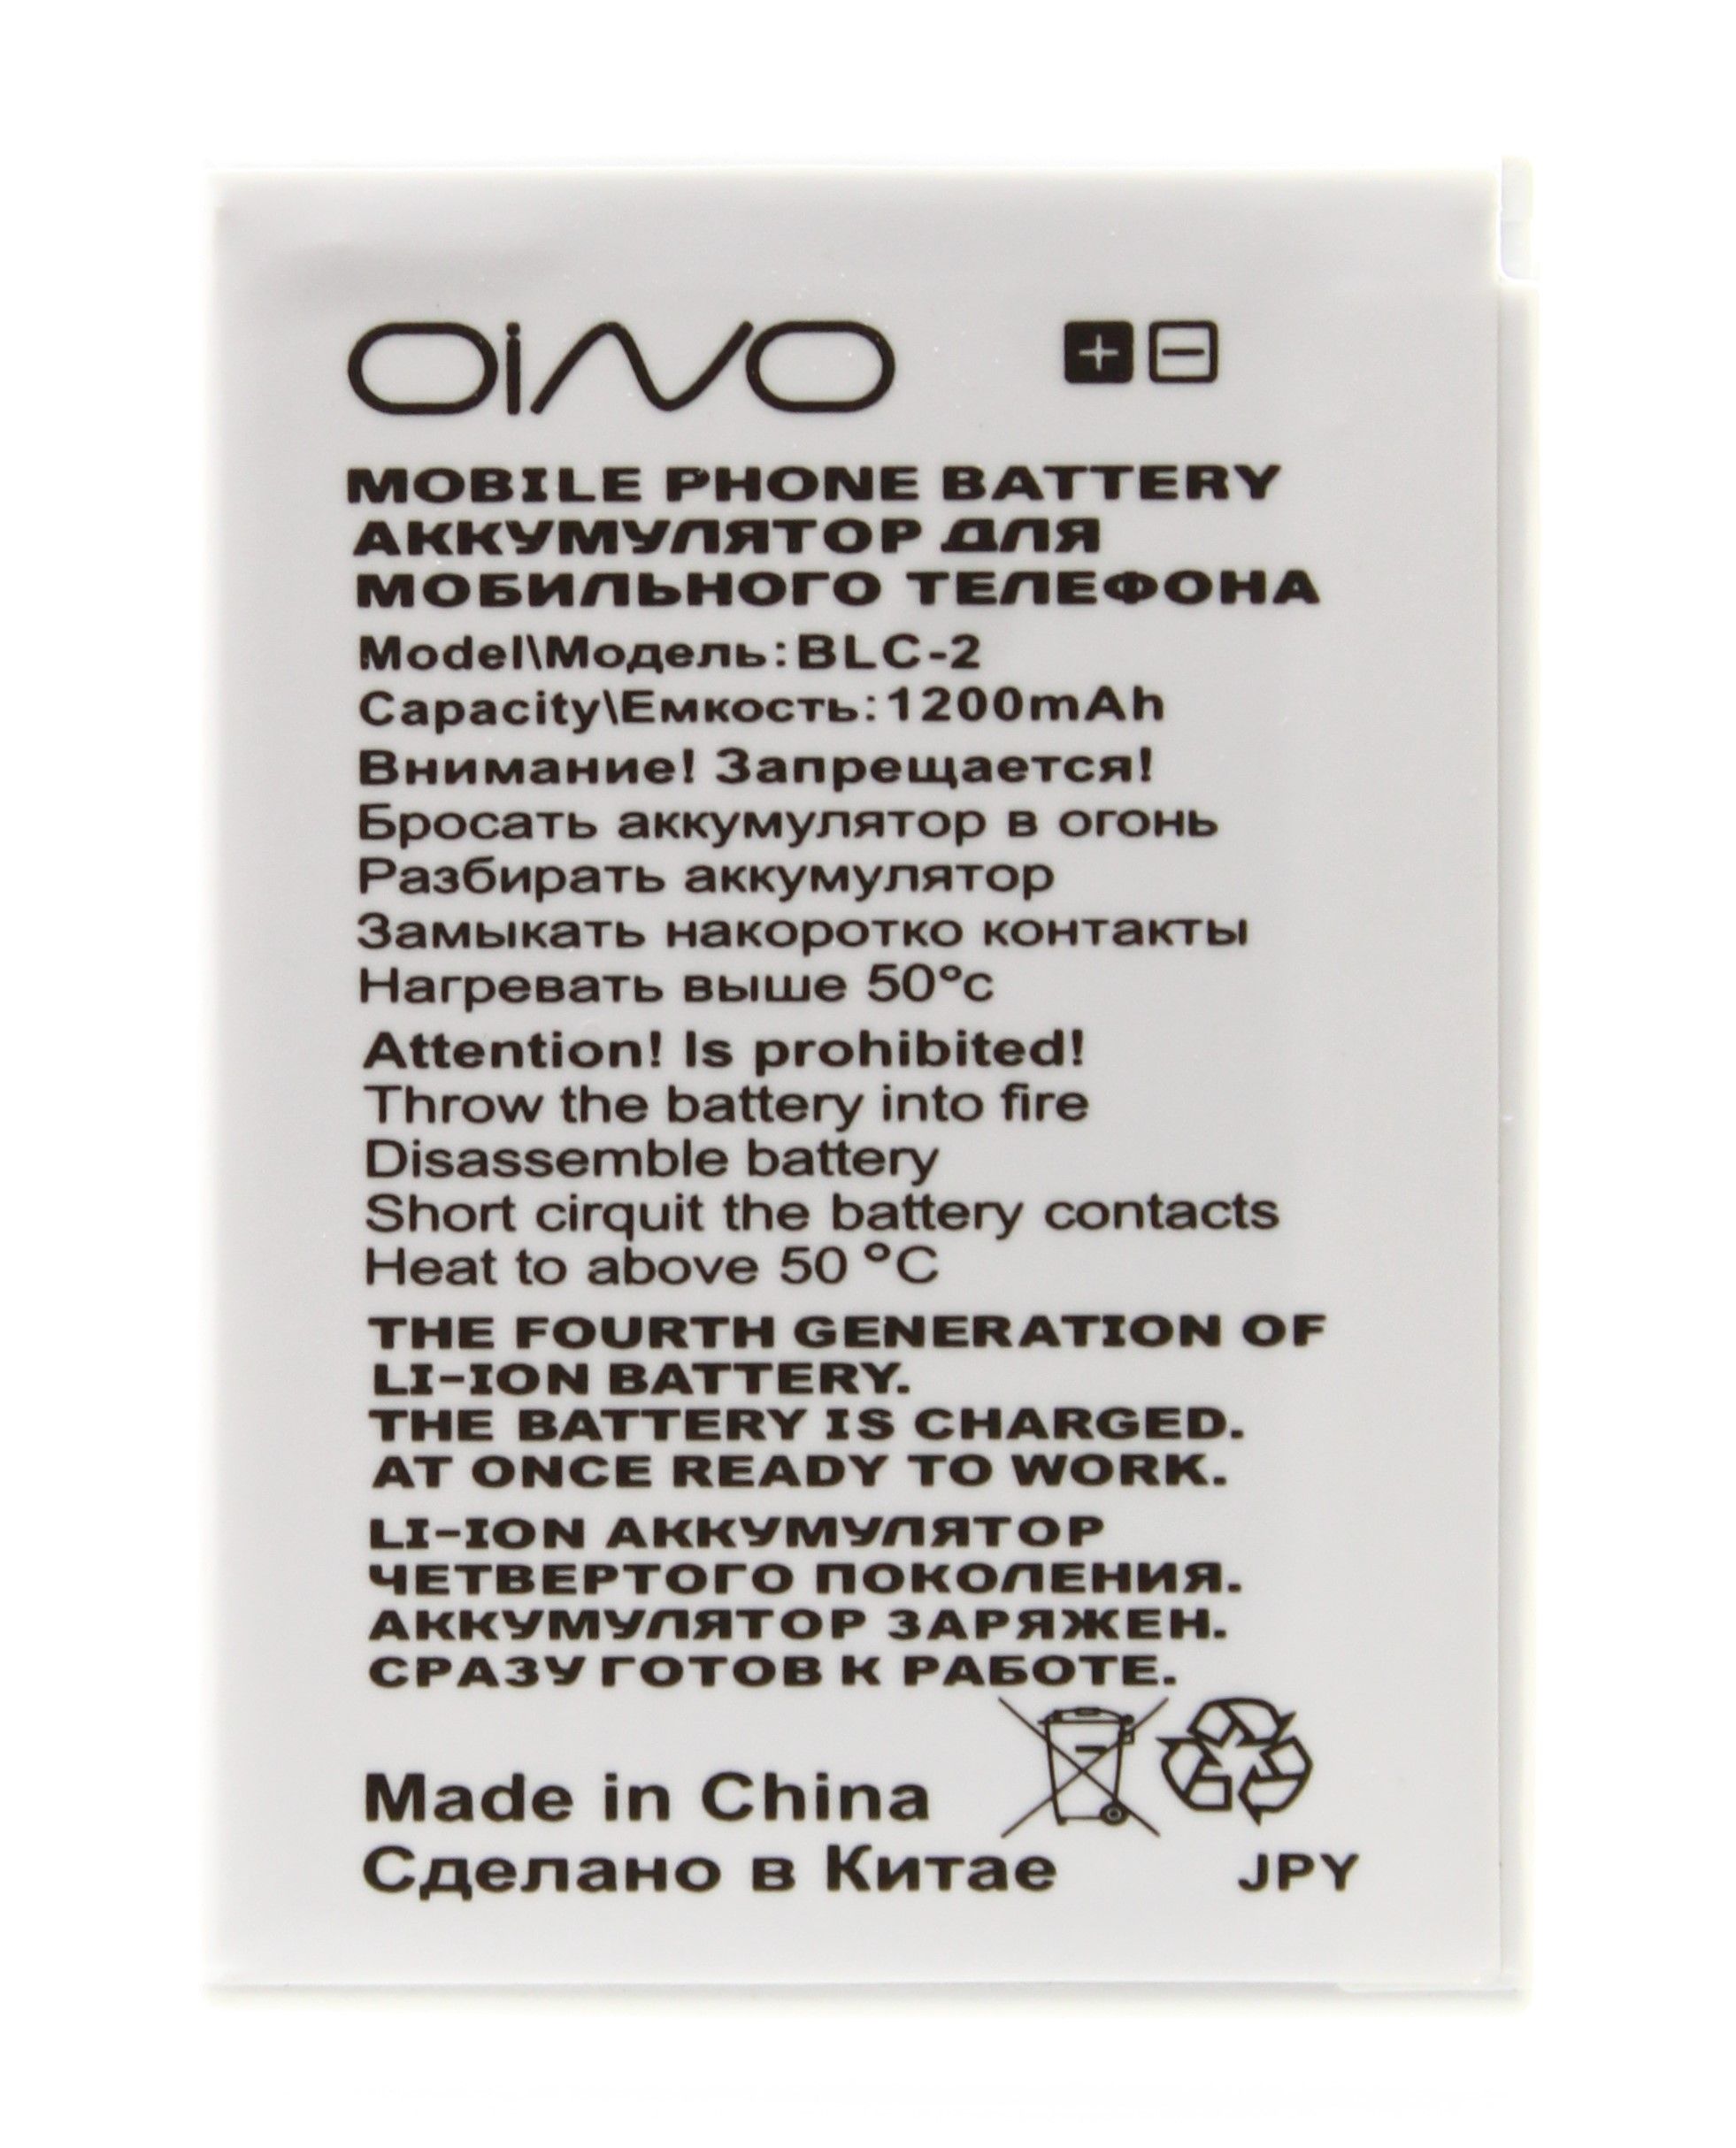 OINO
+ −
MOBILE PHONE BATTERY
АККУМУЛЯТОР ДЛЯ
МОБИЛЬНОГО ТЕЛЕФОНА
Model\Модель:BLC-2
Capacity\Емкость:1200mAh
Внимание! Запрещается!
Бросать аккумулятор в огонь
Разбирать аккумулятор
Замыкать накоротко контакты
Нагревать выше 50°c
Attention! Is prohibited!
Throw the battery into fire
Disassemble battery
Short cirquit the battery contacts
Heat to above 50 °C
THE FOURTH GENERATION OF
LI-ION BATTERY.
THE BATTERY IS CHARGED.
AT ONCE READY TO WORK.
LI-ION АККУМУЛЯТОР
ЧЕТВЕРТОГО ПОКОЛЕНИЯ.
АККУМУЛЯТОР ЗАРЯЖЕН.
СРАЗУ ГОТОВ К РАБОТЕ.
Made in China
Сделано в Китае JPY